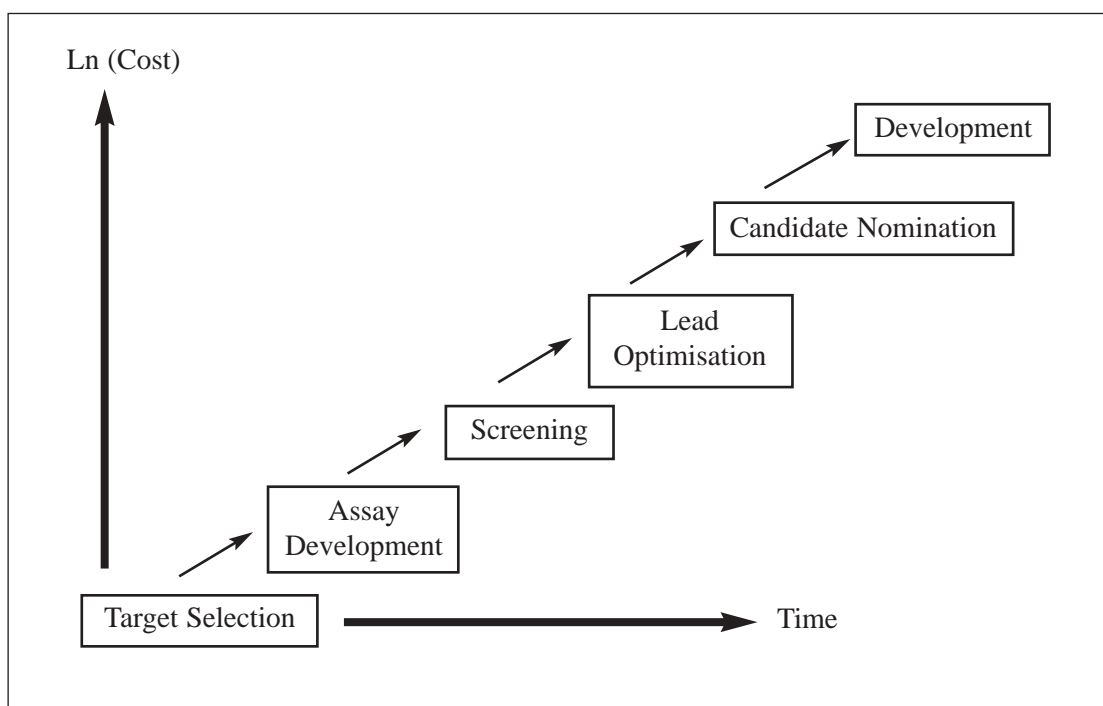 Ln (Cost)
Development
Candidate Nomination
Lead
Optimisation
Screening
Assay
Development
Target Selection
Time